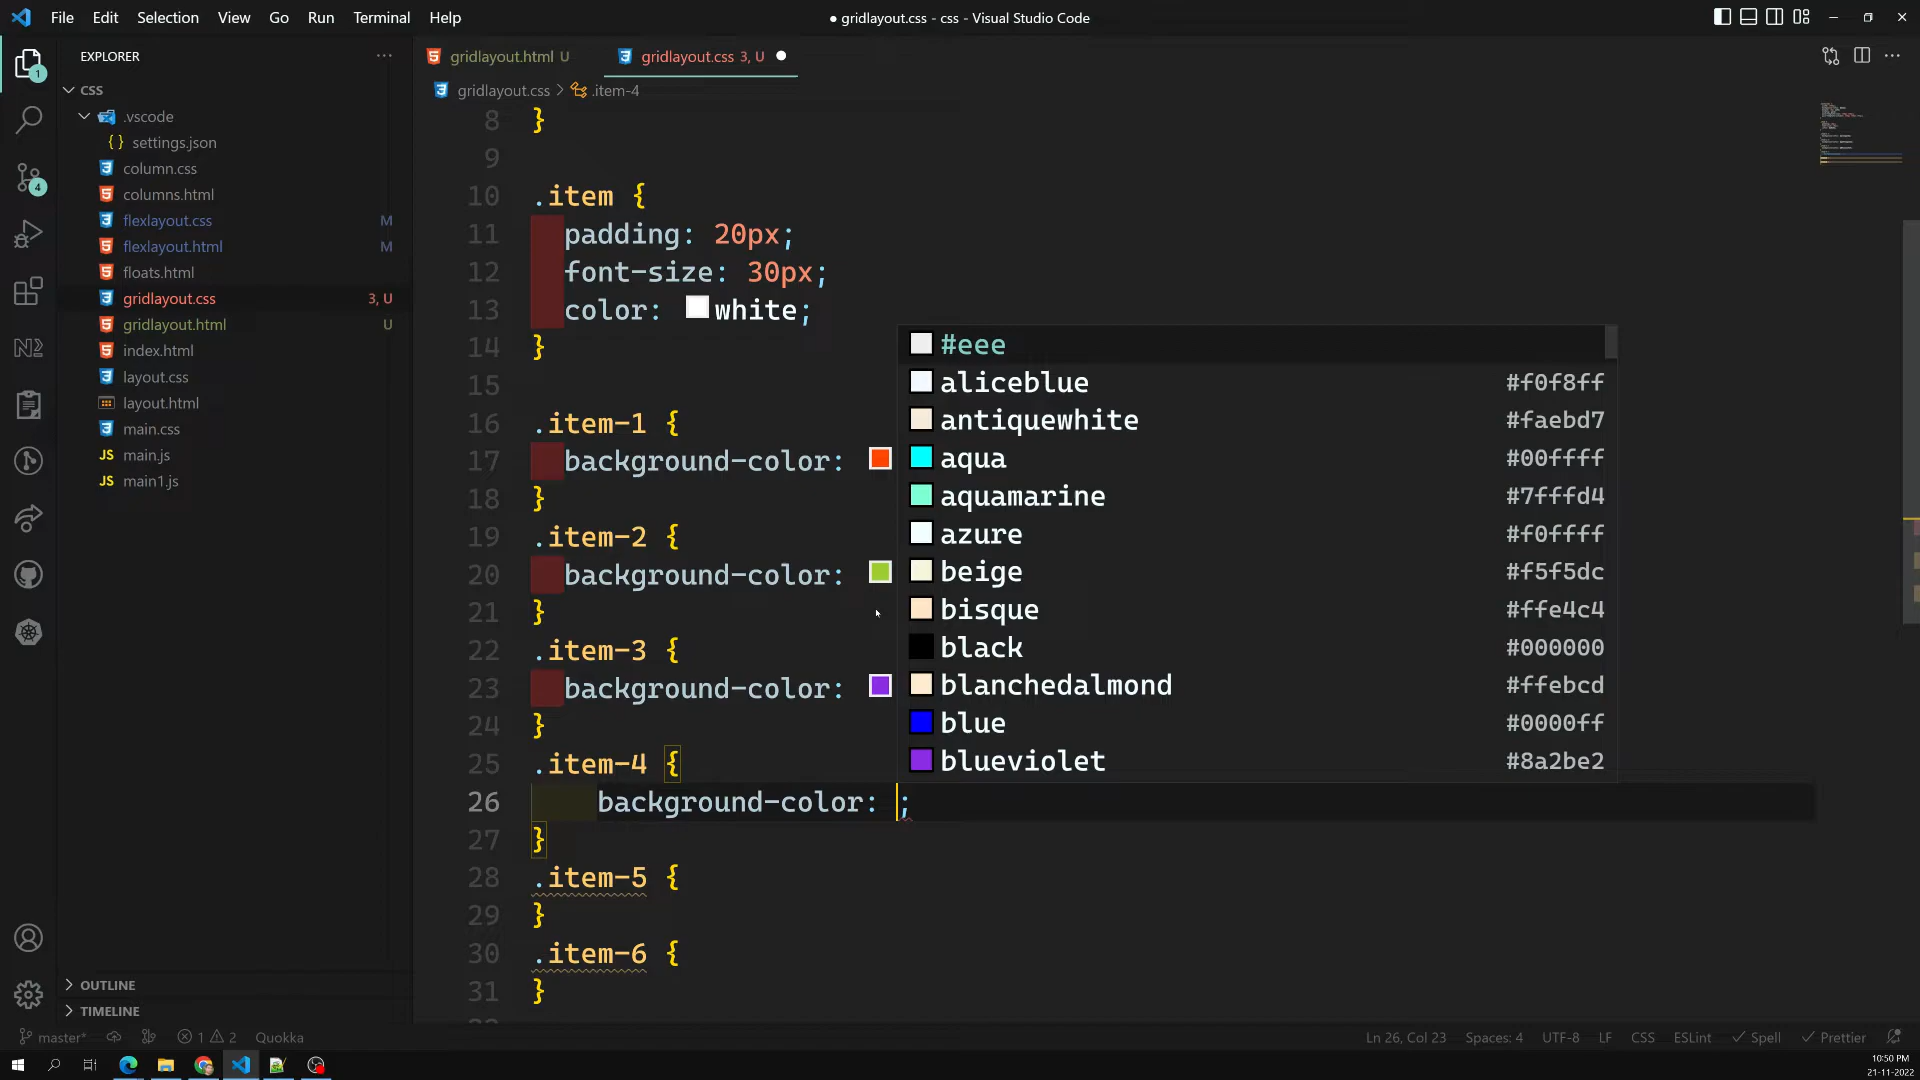 File Edit Selection View Go Run Terminal Help
● gridlayout.css - css - Visual Studio Code
EXPLORER
CSS
.vscode
settings.json
column.css
columns.html
flexlayout.css M
flexlayout.html M
floats.html
gridlayout.css 3, U
gridlayout.html U
index.html
layout.css
layout.html
main.css
JS main.js
JS main1.js
OUTLINE
TIMELINE
1
4
gridlayout.html U
gridlayout.css 3, U
gridlayout.css > .item-4
8 }
9
10 .item {
11 padding: 20px;
12 font-size: 30px;
13 color: white;
14 }
15
16 .item-1 {
17 background-color:
18 }
19 .item-2 {
20 background-color:
21 }
22 .item-3 {
23 background-color:
24 }
25 .item-4 {
26 background-color: ;
27 }
28 .item-5 {
29 }
30 .item-6 {
31 }
#eee
aliceblue #f0f8ff
antiquewhite #faebd7
aqua #00ffff
aquamarine #7fffd4
azure #f0ffff
beige #f5f5dc
bisque #ffe4c4
black #000000
blanchedalmond #ffebcd
blue #0000ff
blueviolet #8a2be2
master* 1 2 Quokka
Ln 26, Col 23 Spaces: 4 UTF-8 LF CSS ESLint Spell Prettier
10:50 PM
21-11-2022